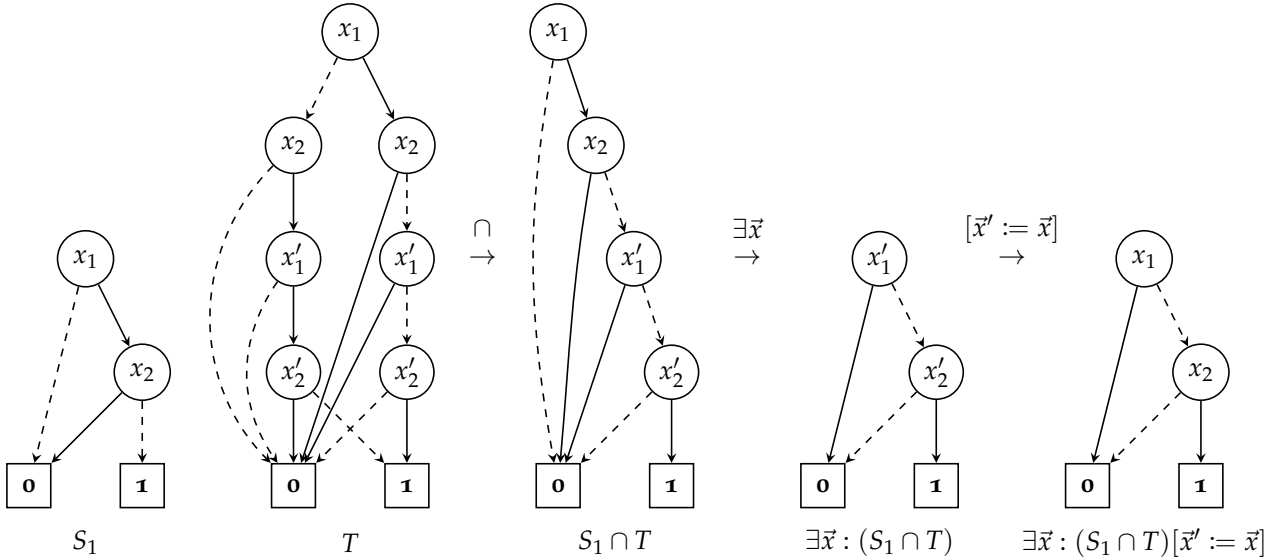 x₁ x₁
x₂ x₂ x₂
∩ → ∃x⃗ → [x⃗′ := x⃗] →
x₁ x′₁ x′₁ x′₁ x′₁ x₁
x₂ x′₂ x′₂ x′₂ x′₂ x₂
0 1 0 1 0 1 0 1 0 1
S₁ T S₁ ∩ T ∃x⃗ : (S₁ ∩ T) ∃x⃗ : (S₁ ∩ T)[x⃗′ := x⃗]